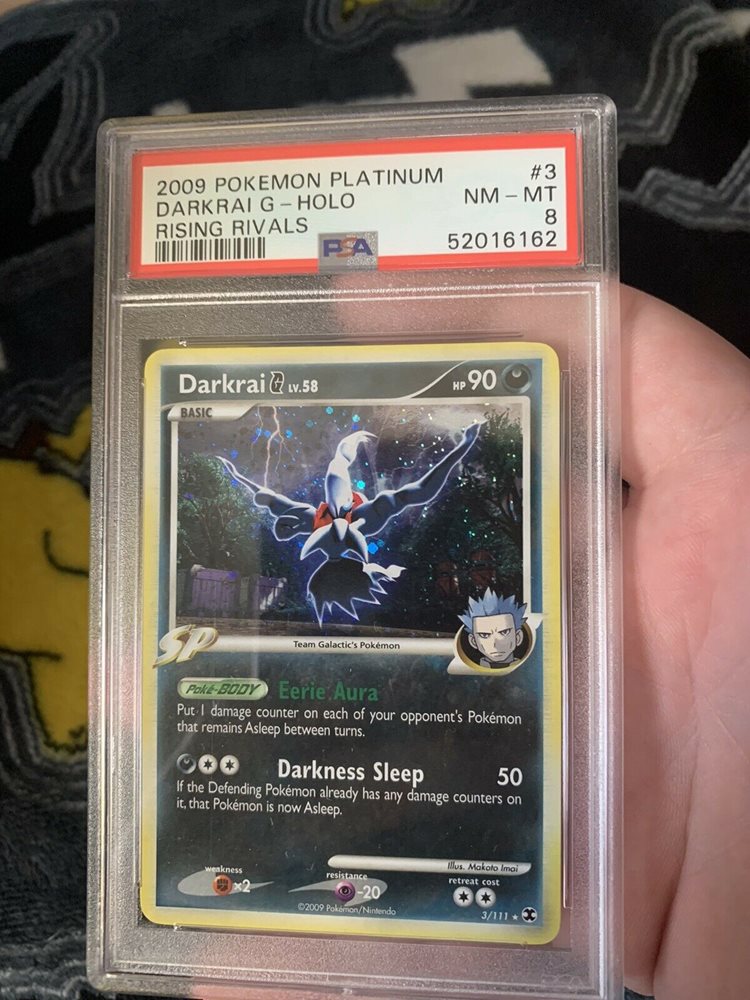 2009 POKEMON PLATINUM #3
DARKRAI G - HOLO NM - MT
RISING RIVALS 8
PSA 52016162
Darkrai G LV.58 HP 90
BASIC
SP
Team Galactic's Pokémon
Poké-BODY Eerie Aura
Put 1 damage counter on each of your opponent's Pokémon
that remains Asleep between turns.
Darkness Sleep 50
If the Defending Pokémon already has any damage counters on
it, that Pokémon is now Asleep.
Illus. Makoto Imai
weakness resistance retreat cost
×2 -20
©2009 Pokémon/Nintendo 3/111